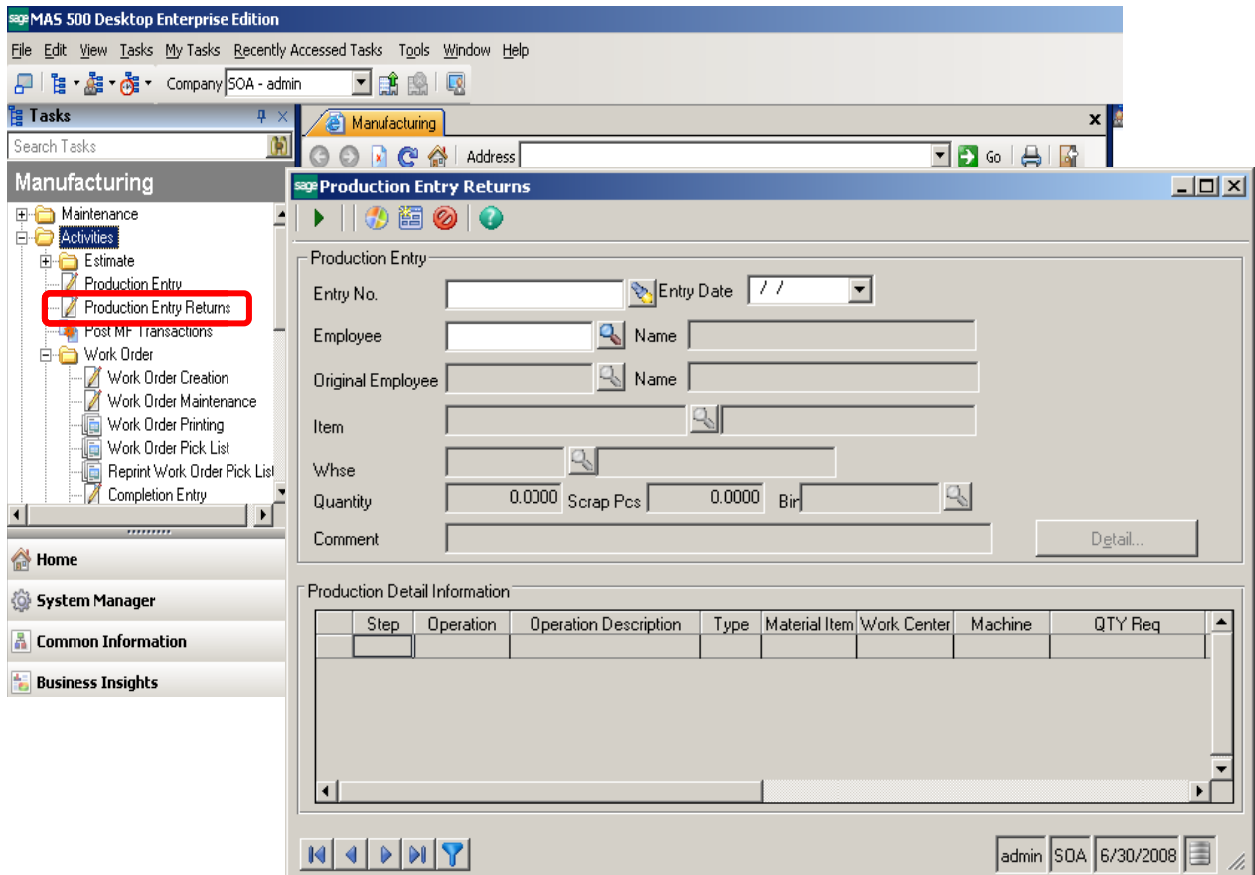 sage MAS 500 Desktop Enterprise Edition
File Edit View Tasks My Tasks Recently Accessed Tasks Tools Window Help
Company SOA - admin
Tasks
Manufacturing
Search Tasks
Address
Go
Manufacturing
sage Production Entry Returns
Maintenance
Activities
Estimate
Production Entry
Production Entry Returns
Post MF Transactions
Work Order
Work Order Creation
Work Order Maintenance
Work Order Printing
Work Order Pick List
Reprint Work Order Pick List
Completion Entry
Home
System Manager
Common Information
Business Insights
Production Entry
Entry No.
Entry Date / /
Employee
Name
Original Employee
Name
Item
Whse
Quantity 0.0000 Scrap Pcs 0.0000 Bin
Comment
Detail...
Production Detail Information
Step Operation Operation Description Type Material Item Work Center Machine QTY Req
admin SOA 6/30/2008